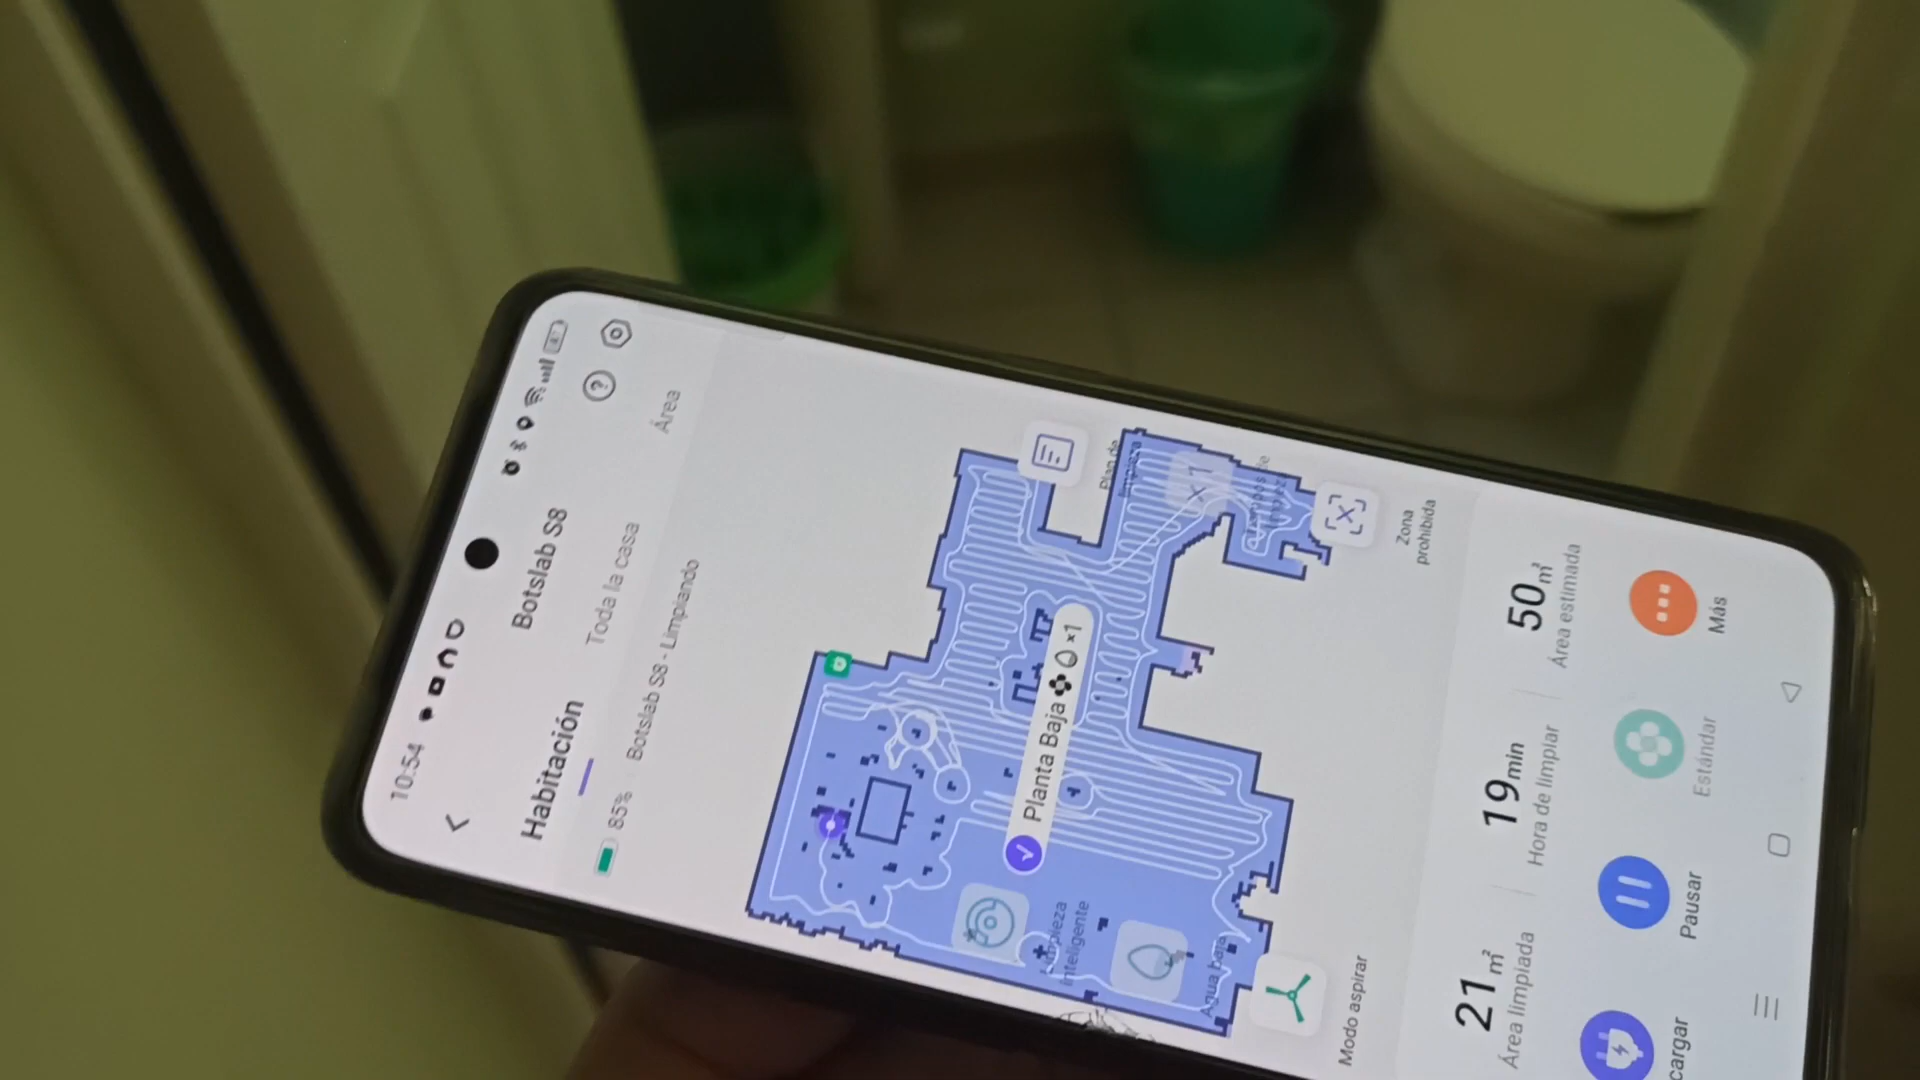 10:54
Botslab S8
Habitación
Toda la casa
Área
85%
Botslab S8 - Limpiando
Plan de
limpieza
×1
Zona
prohibida
Planta Baja ×1
Limpieza
inteligente
Agua baja
Modo aspirar
21㎡
Área limpiada
19min
Hora de limpiar
50㎡
Área estimada
cargar
Pausar
Estándar
Más